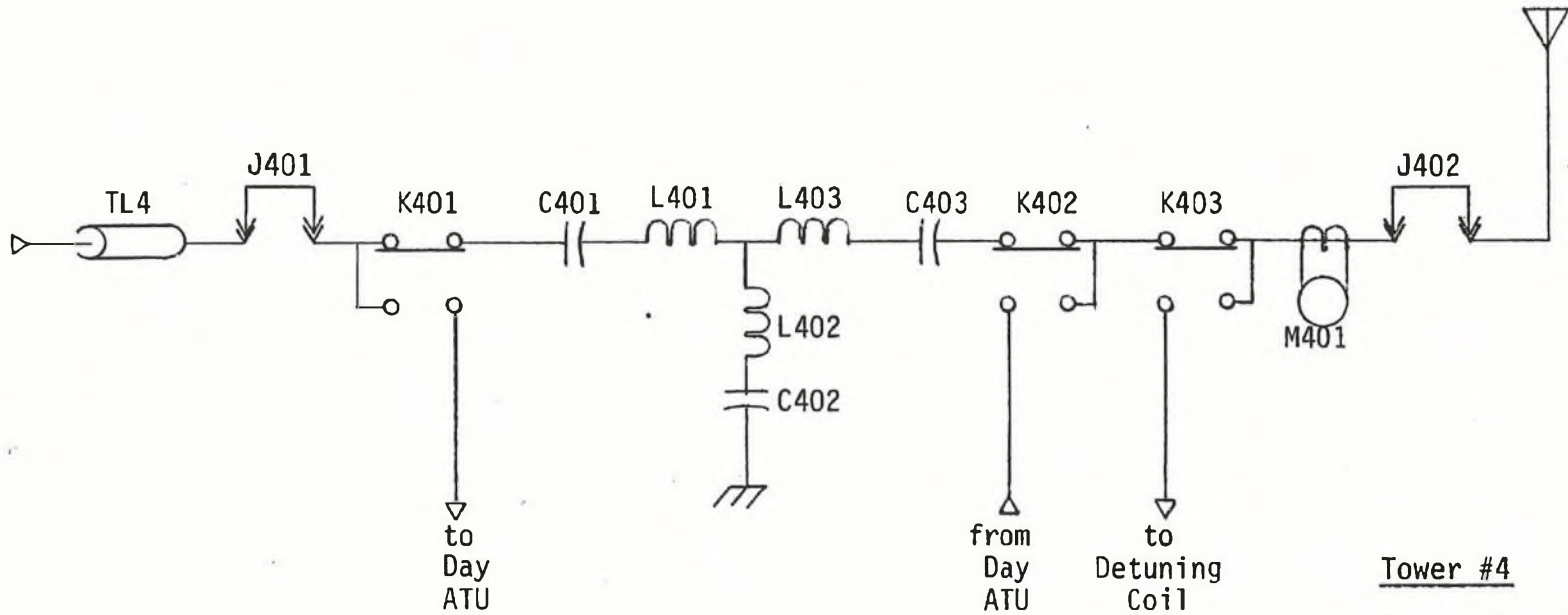 J401
J402
TL4
K401
C401
L401
L403
C403
K402
K403
L402
M401
C402
to
Day
ATU
from
Day
ATU
to
Detuning
Coil
Tower #4